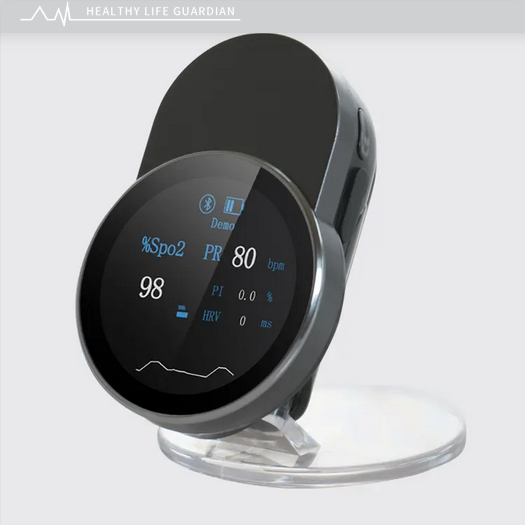 HEALTHY LIFE GUARDIAN
Demo
%Spo2 PR 80 bpm
98
PI 0.0 %
HRV 0 ms